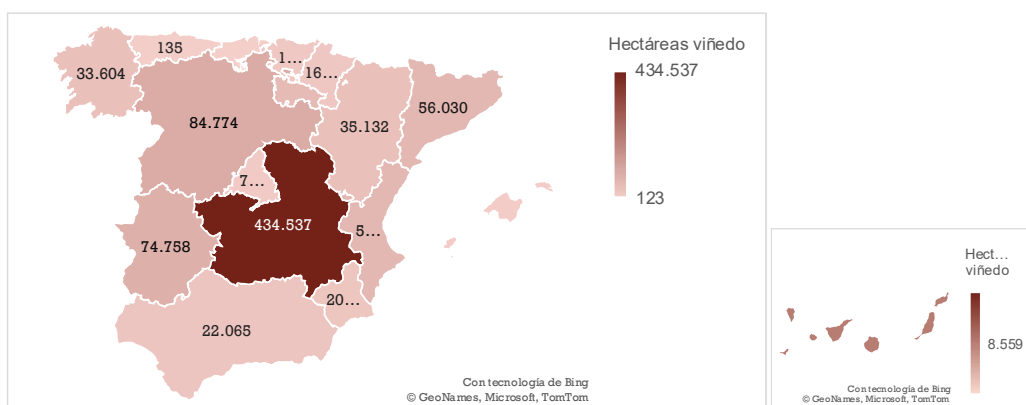 Hectáreas viñedo
434.537
123
135
1...
33.604
16...
56.030
84.774
35.132
7...
434.537
5...
74.758
20...
22.065
Con tecnología de Bing
© GeoNames, Microsoft, TomTom
Hect...
viñedo
8.559
Con tecnología de Bing
© GeoNames, Microsoft, TomTom